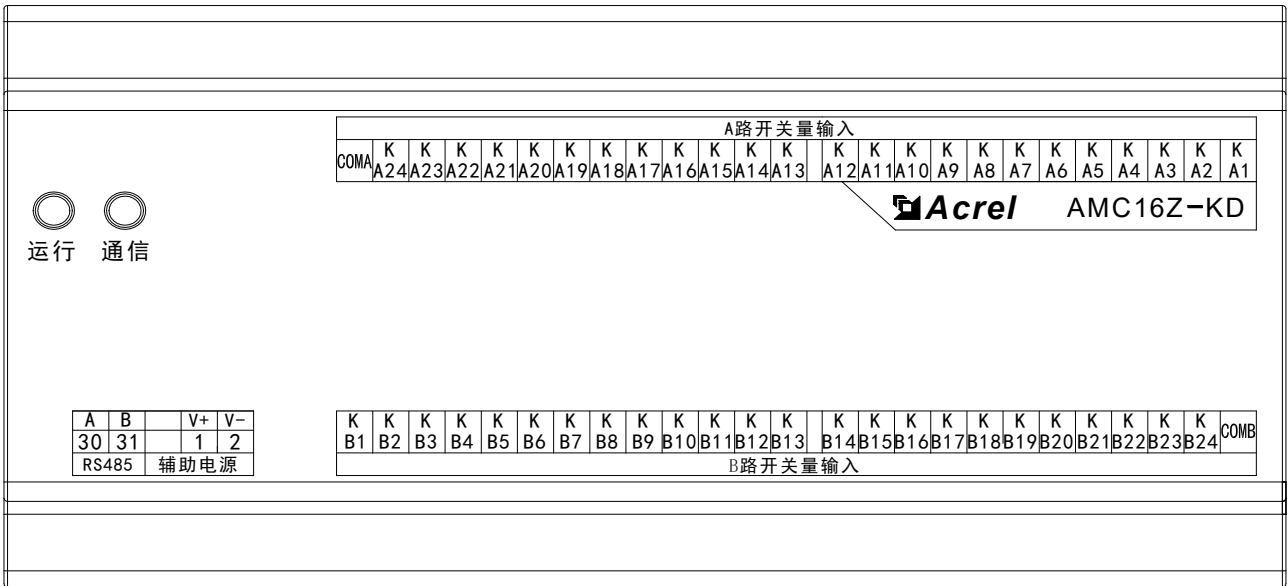 A路开关量输入
COMA K A24 K A23 K A22 K A21 K A20 K A19 K A18 K A17 K A16 K A15 K A14 K A13 K A12 K A11 K A10 K A9 K A8 K A7 K A6 K A5 K A4 K A3 K A2 K A1
Acrel AMC16Z-KD
运行 通信
A B V+ V-
30 31 1 2
RS485 辅助电源
K B1 K B2 K B3 K B4 K B5 K B6 K B7 K B8 K B9 K B10 K B11 K B12 K B13 K B14 K B15 K B16 K B17 K B18 K B19 K B20 K B21 K B22 K B23 K B24 COMB
B路开关量输入